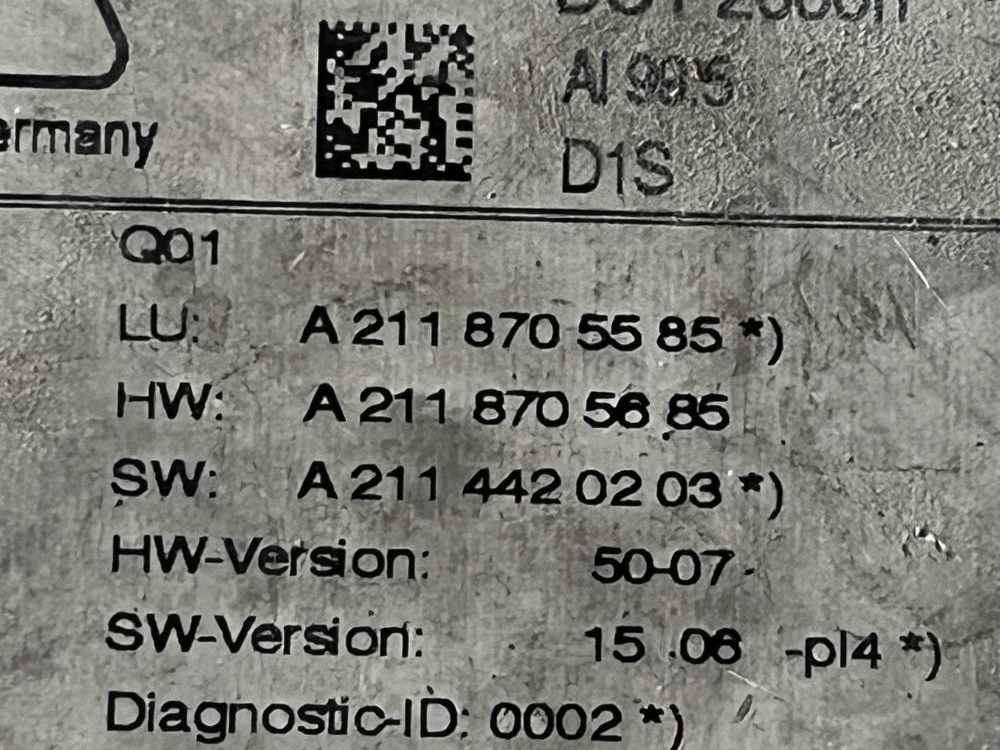 ermany
Al 99.5
D1S
Q01
LU: A 211 870 55 85 *)
HW: A 211 870 56 85
SW: A 211 442 02 03 *)
HW-Version: 50-07
SW-Version: 15 .06 -pl4 *)
Diagnostic-ID: 0002 *)